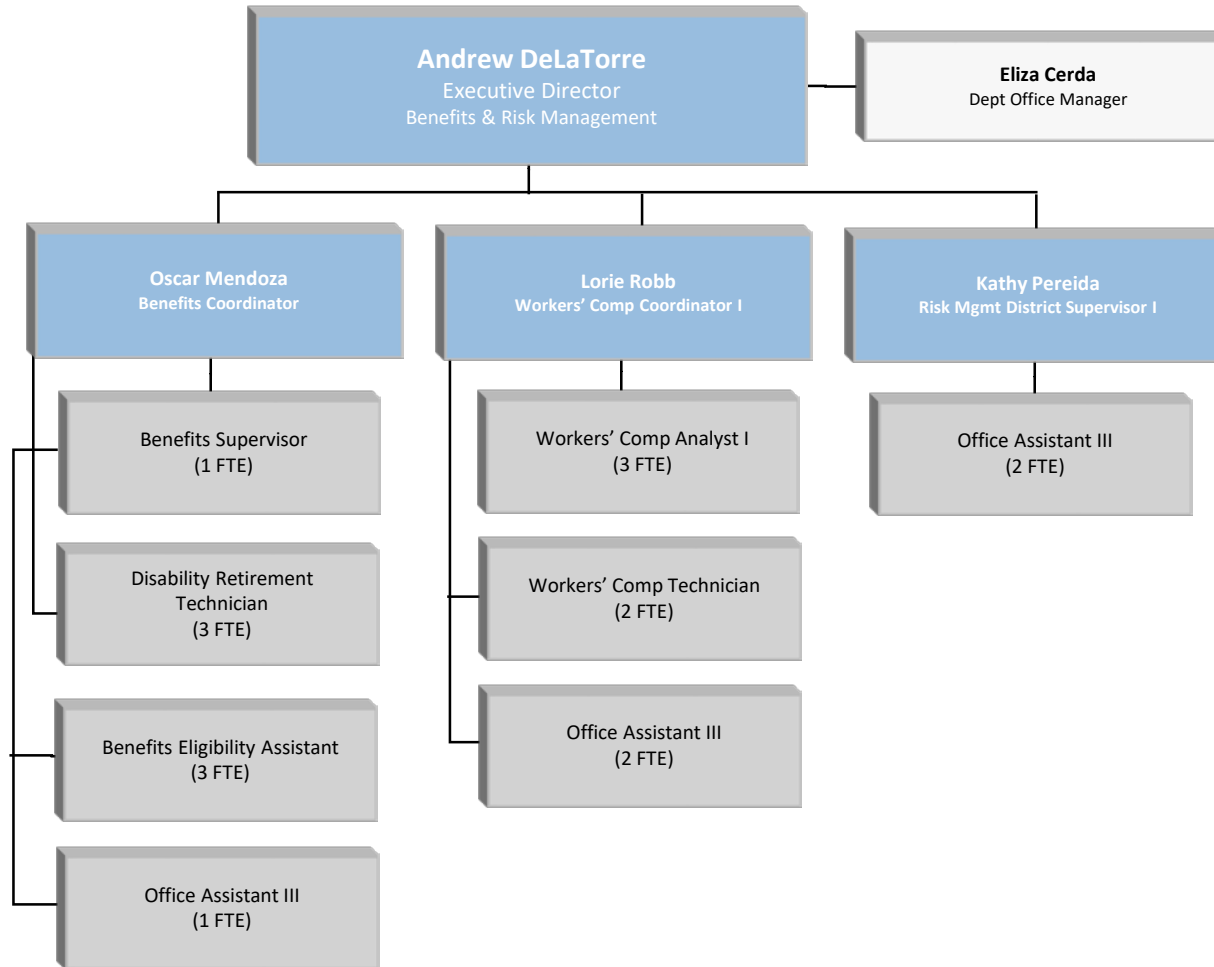 Andrew DeLaTorre
Executive Director
Benefits & Risk Management
Eliza Cerda
Dept Office Manager
Oscar Mendoza
Benefits Coordinator
Lorie Robb
Workers’ Comp Coordinator I
Kathy Pereida
Risk Mgmt District Supervisor I
Benefits Supervisor
(1 FTE)
Disability Retirement
Technician
(3 FTE)
Benefits Eligibility Assistant
(3 FTE)
Office Assistant III
(1 FTE)
Workers’ Comp Analyst I
(3 FTE)
Workers’ Comp Technician
(2 FTE)
Office Assistant III
(2 FTE)
Office Assistant III
(2 FTE)